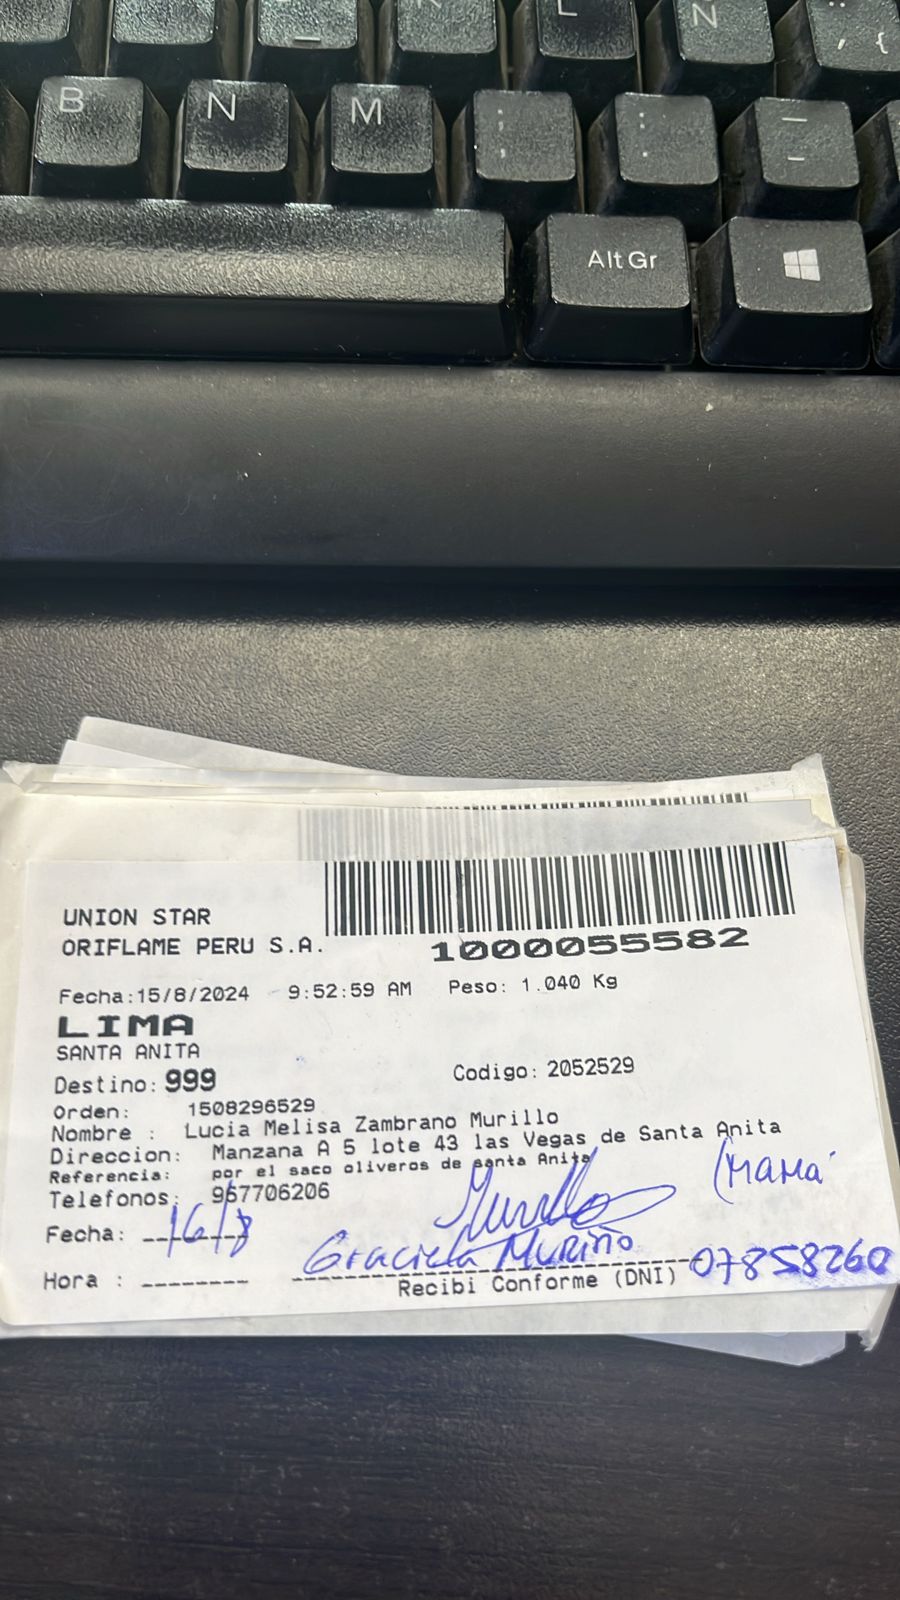 K L Ñ ¨ ´ {
B N M ; , : . _ -
Alt Gr
UNION STAR
ORIFLAME PERU S.A.
1000055582
Fecha:15/8/2024 9:52:59 AM Peso: 1.040 Kg
LIMA
SANTA ANITA
Destino: 999 Codigo: 2052529
Orden: 1508296529
Nombre : Lucia Melisa Zambrano Murillo
Direccion: Manzana A 5 lote 43 las Vegas de Santa Anita
Referencia: por el saco oliveros de santa Anita
Telefonos: 967706206
(MAMÁ
Fecha: 16/8
Murillo
Graciela Muriño 07858260
Hora : Recibi Conforme (DNI)